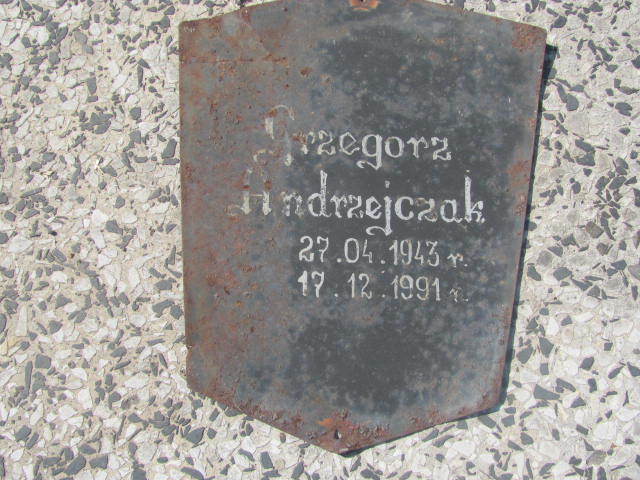 Grzegorz
Andrzejczak
27.04.1943 r.
17.12.1991 r.